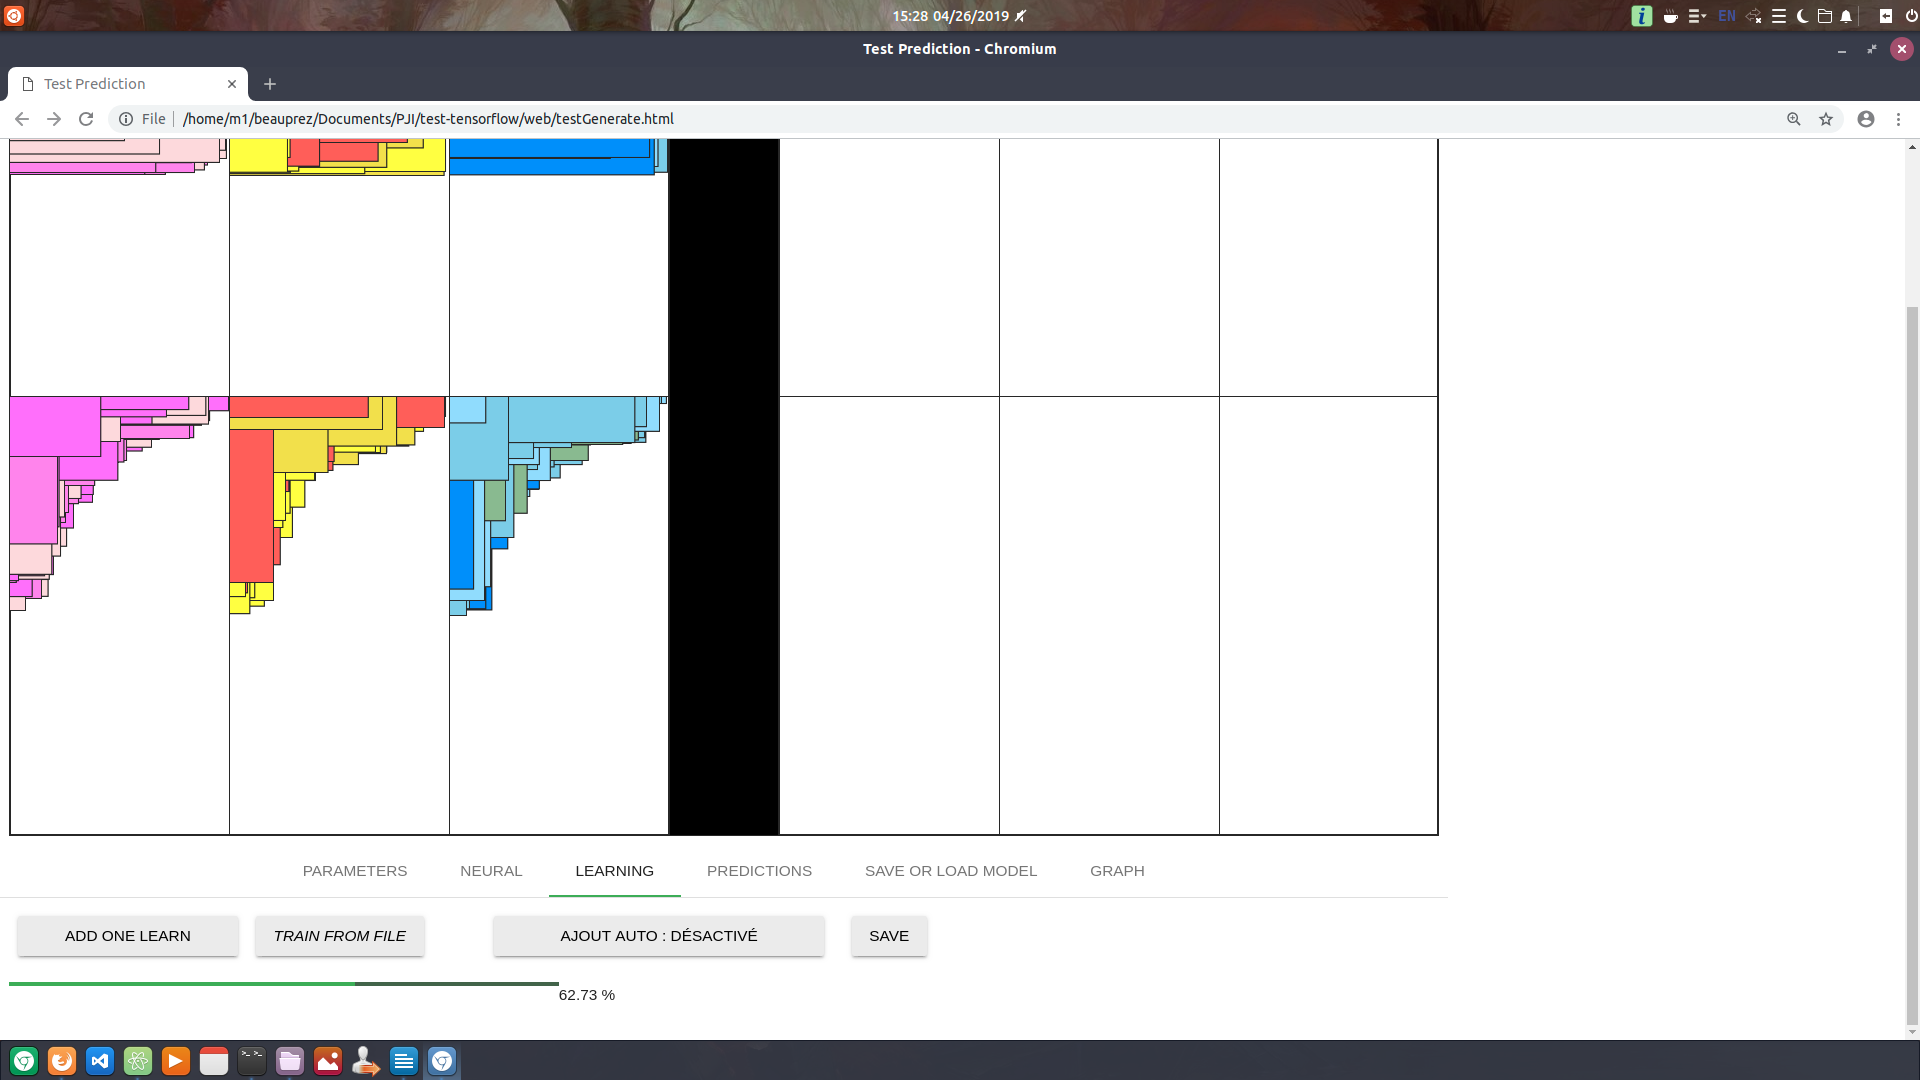 15:28 04/26/2019
EN
Test Prediction - Chromium
Test Prediction
File /home/m1/beauprez/Documents/PJI/test-tensorflow/web/testGenerate.html
PARAMETERS NEURAL LEARNING PREDICTIONS SAVE OR LOAD MODEL GRAPH
ADD ONE LEARN TRAIN FROM FILE AJOUT AUTO : DÉSACTIVÉ SAVE
62.73 %